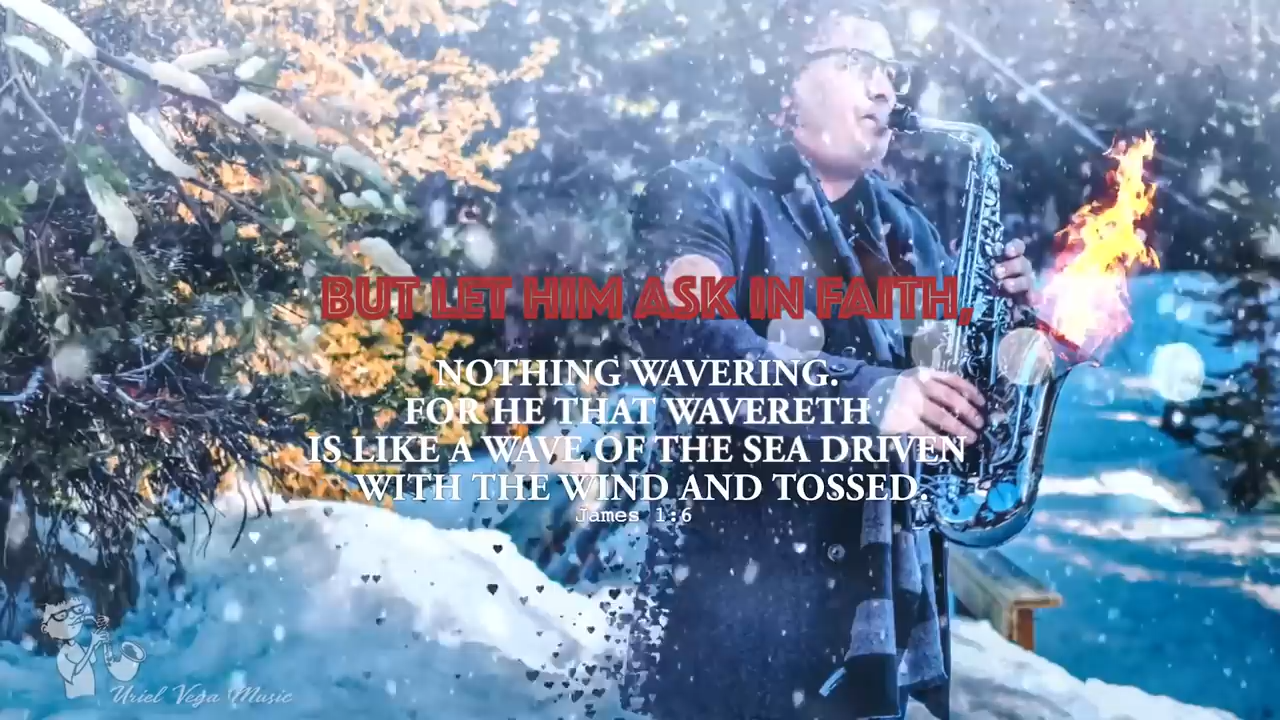 BUT LET HIM ASK IN FAITH,
NOTHING WAVERING.
FOR HE THAT WAVERETH
IS LIKE A WAVE OF THE SEA DRIVEN
WITH THE WIND AND TOSSED.
James 1:6
Uriel Vega Music